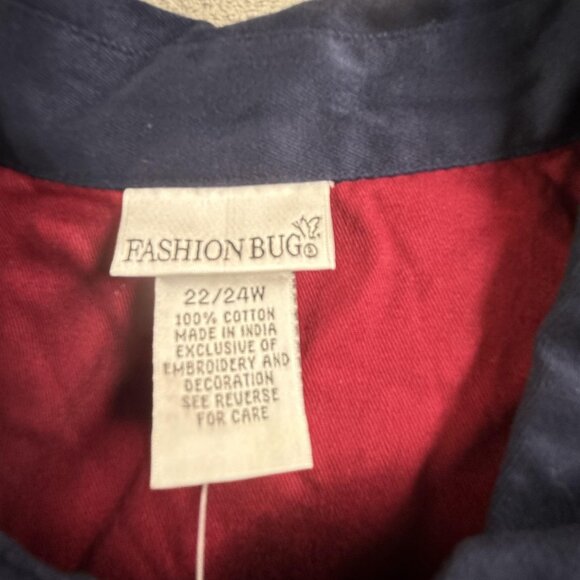 FASHION BUG®
22/24W
100% COTTON
MADE IN INDIA
EXCLUSIVE OF
EMBROIDERY AND
DECORATION
SEE REVERSE
FOR CARE